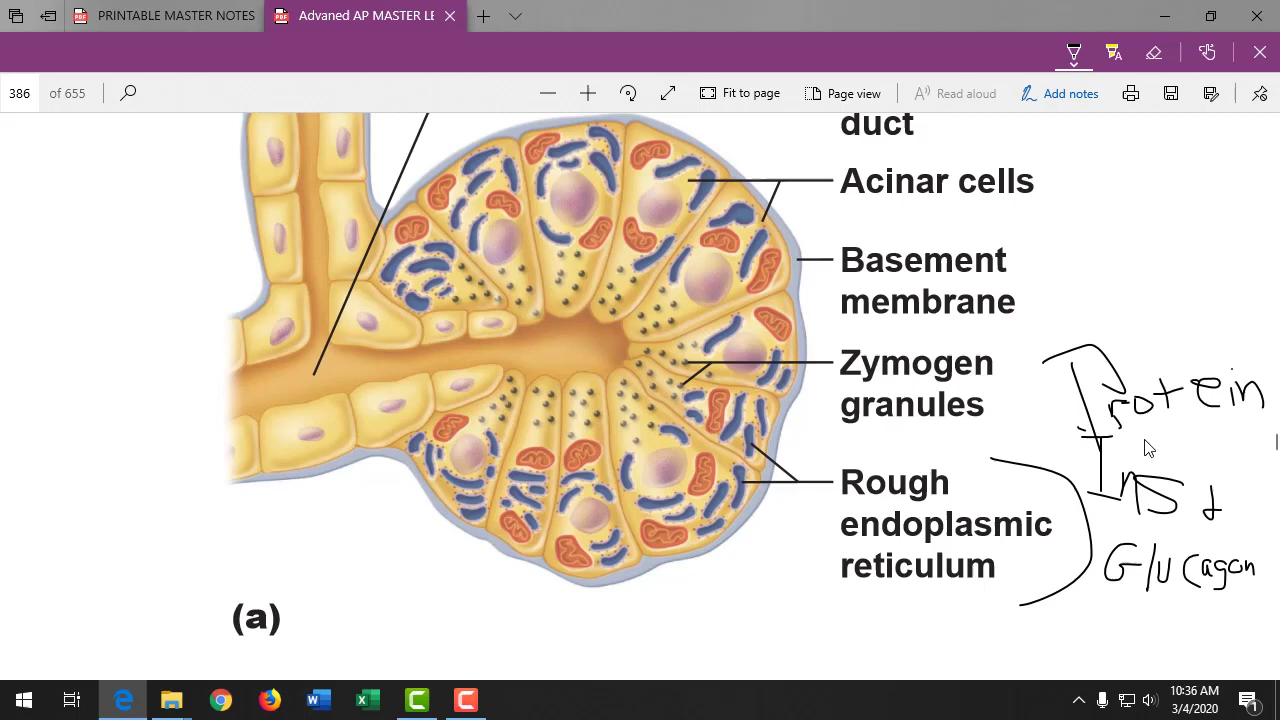 PRINTABLE MASTER NOTES
Advaned AP MASTER LE
386 of 655
Fit to page
Page view
Read aloud
Add notes
duct
Acinar cells
Basement
membrane
Zymogen
granules
Protein
Rough
endoplasmic
reticulum
INS &
Glucagon
(a)
10:36 AM
3/4/2020